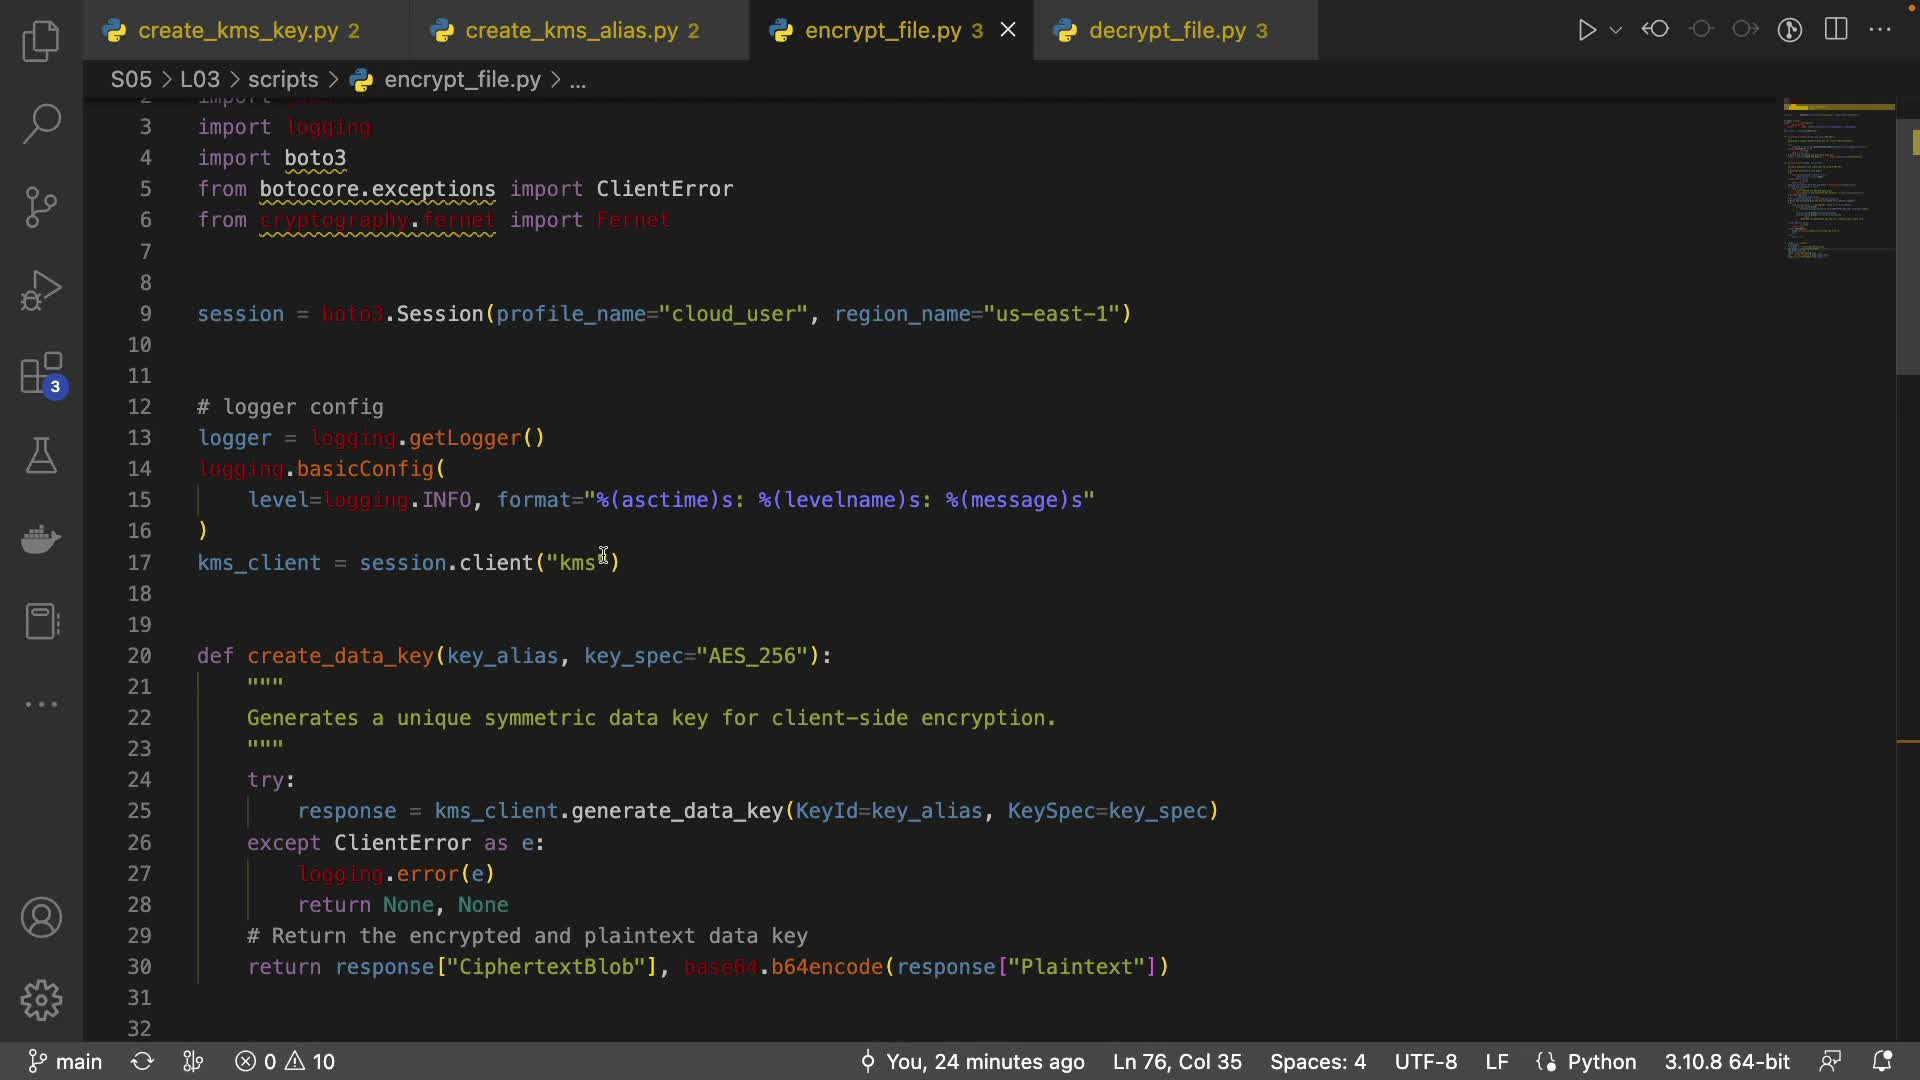 create_kms_key.py 2
create_kms_alias.py 2
encrypt_file.py 3
decrypt_file.py 3
S05 > L03 > scripts > encrypt_file.py > ...
2 import
3 import logging
4 import boto3
5 from botocore.exceptions import ClientError
6 from cryptography.fernet import Fernet
7
8
9 session = boto3.Session(profile_name="cloud_user", region_name="us-east-1")
10
11
12 # logger config
13 logger = logging.getLogger()
14 logging.basicConfig(
15 level=logging.INFO, format="%(asctime)s: %(levelname)s: %(message)s"
16 )
17 kms_client = session.client("kms")
18
19
20 def create_data_key(key_alias, key_spec="AES_256"):
21 """
22 Generates a unique symmetric data key for client-side encryption.
23 """
24 try:
25 response = kms_client.generate_data_key(KeyId=key_alias, KeySpec=key_spec)
26 except ClientError as e:
27 logging.error(e)
28 return None, None
29 # Return the encrypted and plaintext data key
30 return response["CiphertextBlob"], base64.b64encode(response["Plaintext"])
31
32
3
main 0 10 You, 24 minutes ago Ln 76, Col 35 Spaces: 4 UTF-8 LF Python 3.10.8 64-bit